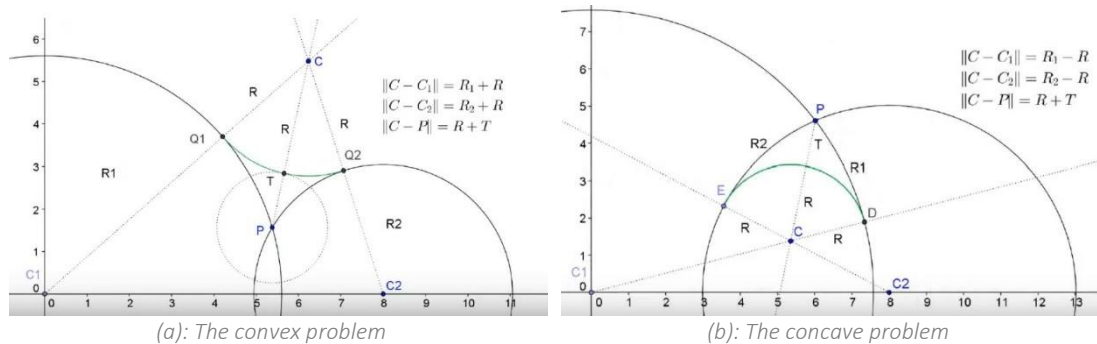 6
5
4
3
2
1
0
C
R
R
R
‖C − C₁‖ = R₁ + R
‖C − C₂‖ = R₂ + R
‖C − P‖ = R + T
Q1
Q2
T
R1
R2
P
C1
C2
0 1 2 3 4 5 6 7 8 9 10 11
(a): The convex problem
7
6
5
4
3
2
1
0
‖C − C₁‖ = R₁ − R
‖C − C₂‖ = R₂ − R
‖C − P‖ = R + T
P
R2
T
R1
E
D
R
R
C
R
C1
C2
0 1 2 3 4 5 6 7 8 9 10 11 12 13
(b): The concave problem